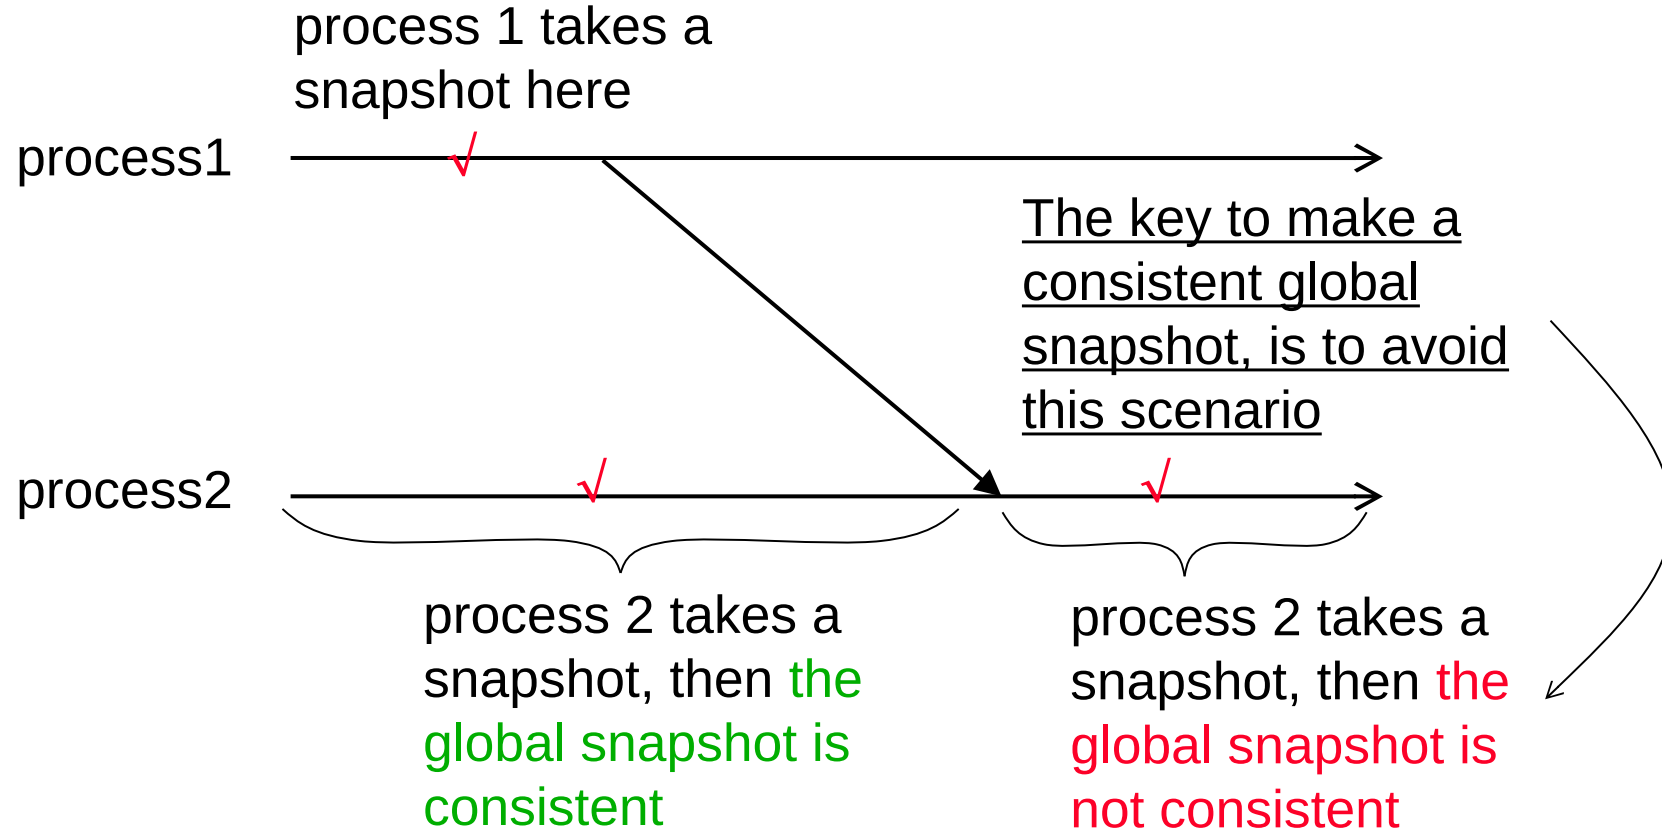 process 1 takes a
snapshot here
process1
The key to make a
consistent global
snapshot, is to avoid
this scenario
process2
process 2 takes a
snapshot, then the
global snapshot is
consistent
process 2 takes a
snapshot, then the
global snapshot is
not consistent